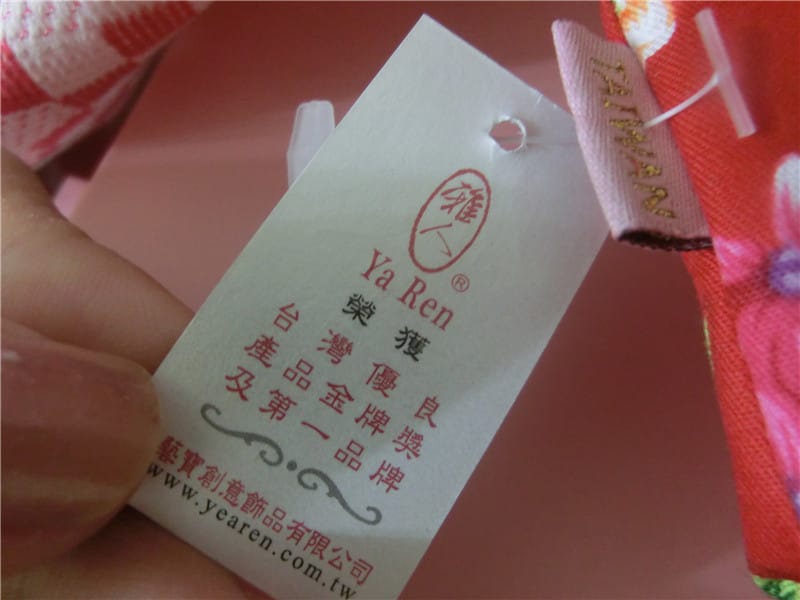 雅人
®
Ya Ren
榮獲
台灣優良
產品金牌獎
及第一品牌
藝寶創意飾品有限公司
www.yearen.com.tw
TAIWAN